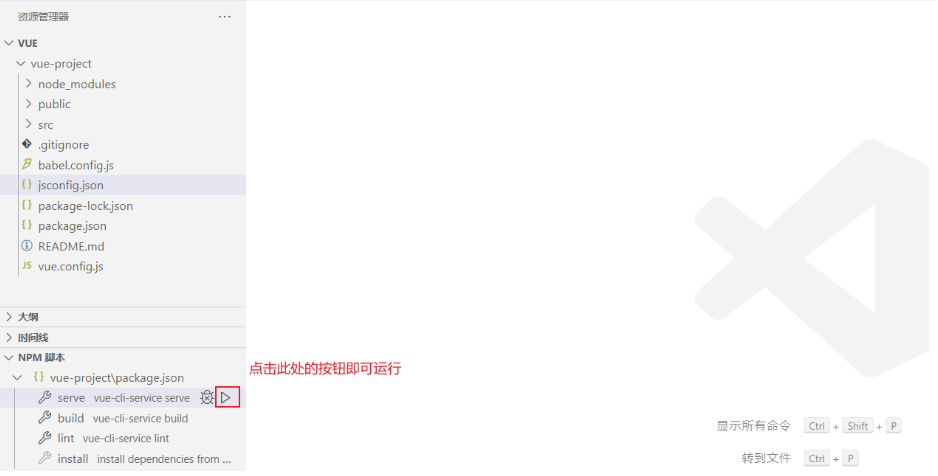 资源管理器 ···
VUE
vue-project
node_modules
public
src
.gitignore
babel.config.js
{} jsconfig.json
{} package-lock.json
{} package.json
README.md
JS vue.config.js
大纲
时间线
NPM 脚本
{} vue-project\package.json
serve vue-cli-service serve
build vue-cli-service build
lint vue-cli-service lint
install install dependencies from ...
点击此处的按钮即可运行
显示所有命令 Ctrl + Shift + P
转到文件 Ctrl + P